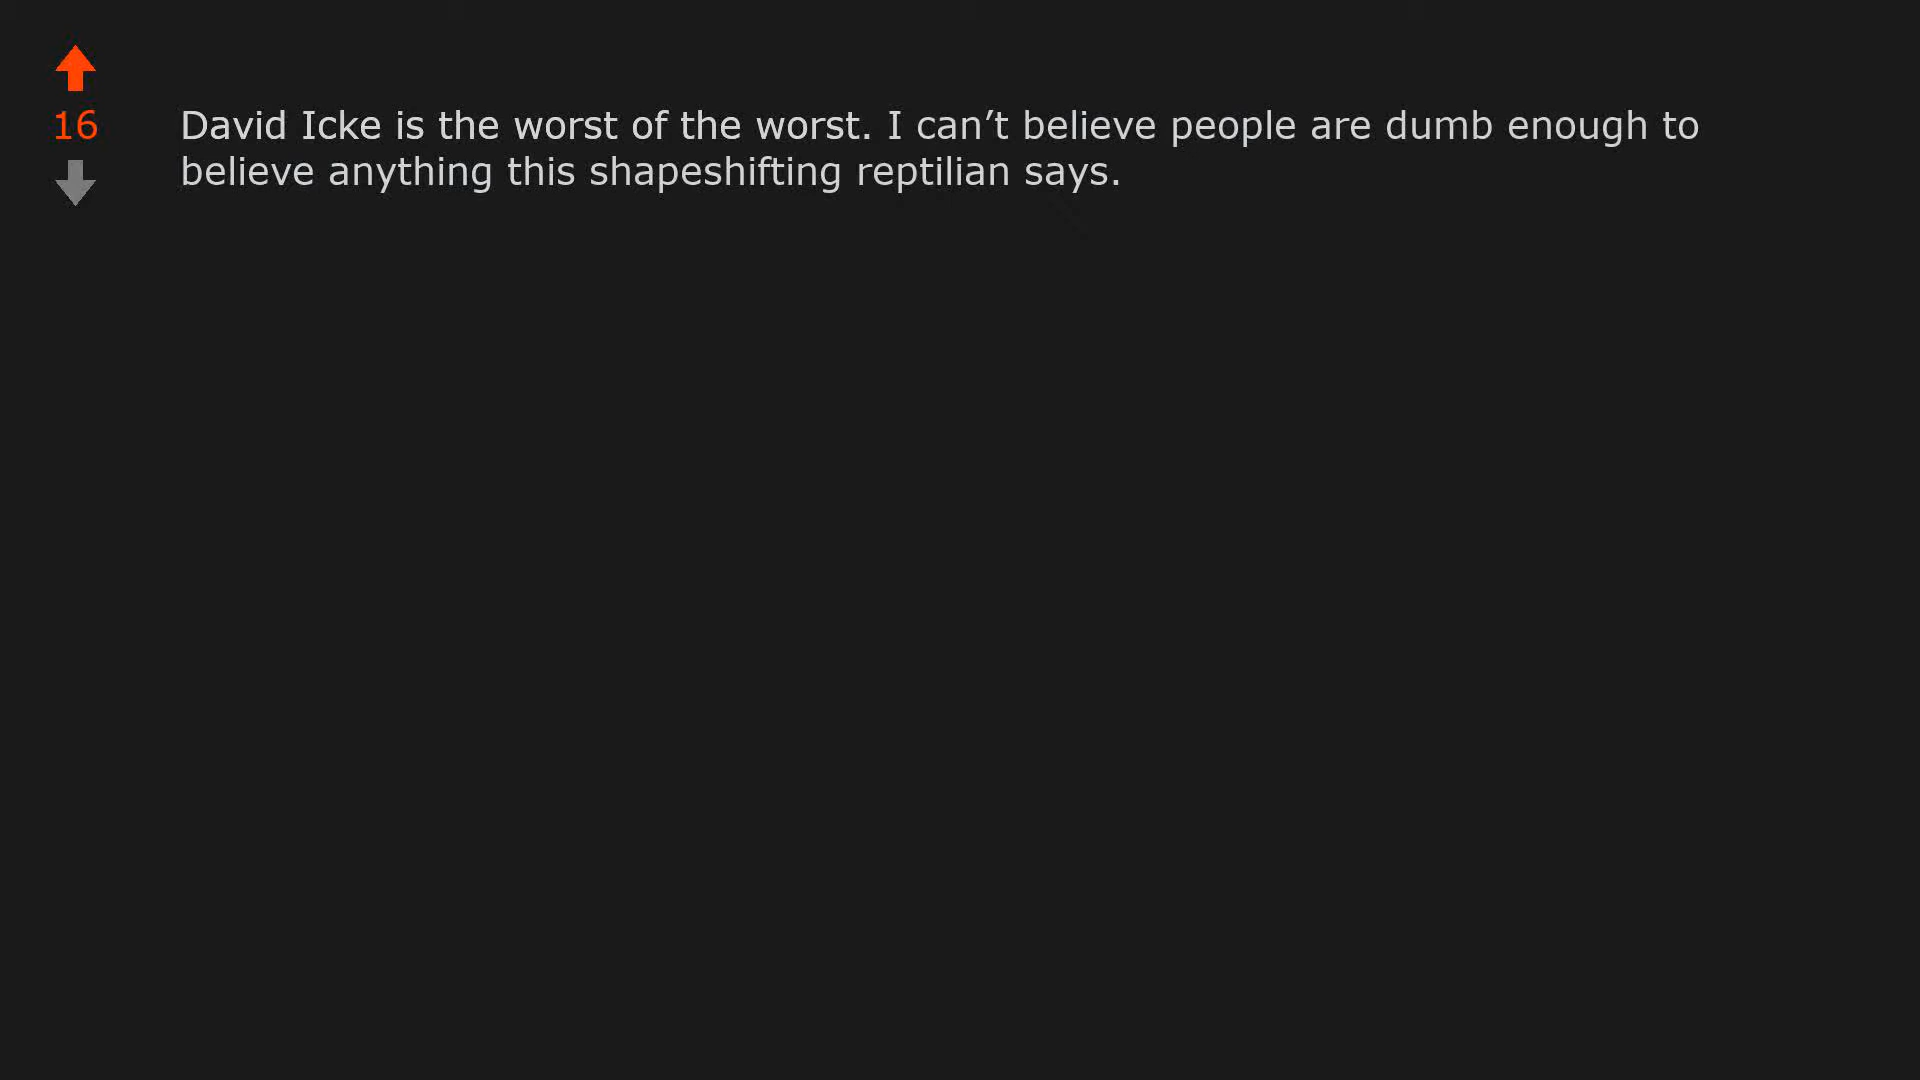 16
David Icke is the worst of the worst. I can’t believe people are dumb enough to
believe anything this shapeshifting reptilian says.